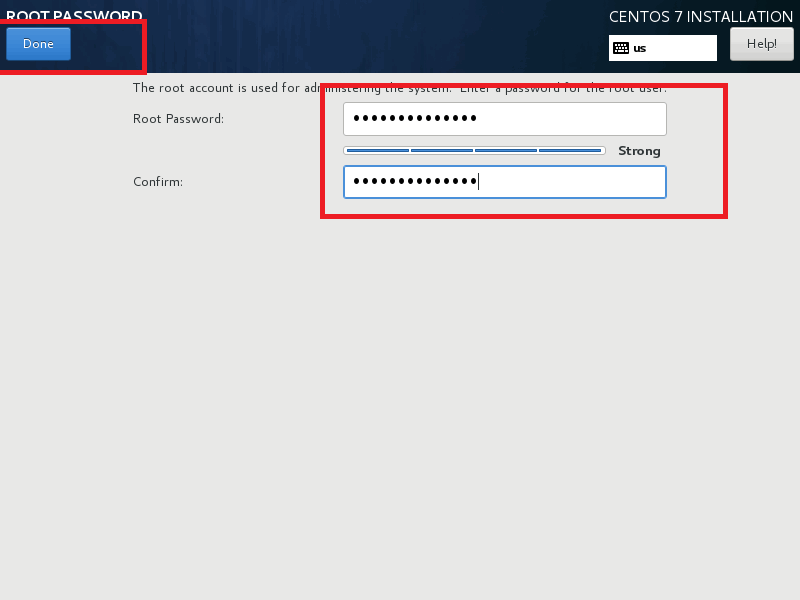 ROOT PASSWORD
CENTOS 7 INSTALLATION
Done
us
Help!
The root account is used for administering the system. Enter a password for the root user.
Root Password:
••••••••••••••
Strong
Confirm:
••••••••••••••